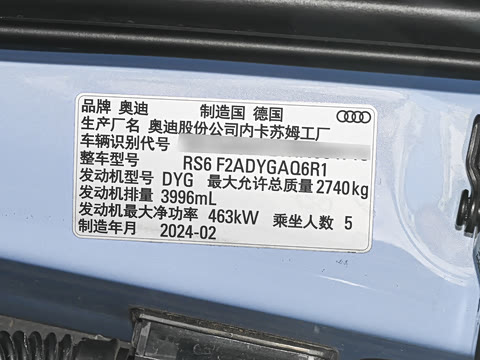 品牌 奥迪 制造国 德国
生产厂名 奥迪股份公司内卡苏姆工厂
车辆识别代号
整车型号 RS6 F2ADYGAQ6R1
发动机型号 DYG 最大允许总质量 2740kg
发动机排量 3996mL
发动机最大净功率 463kW 乘坐人数 5
制造年月 2024-02